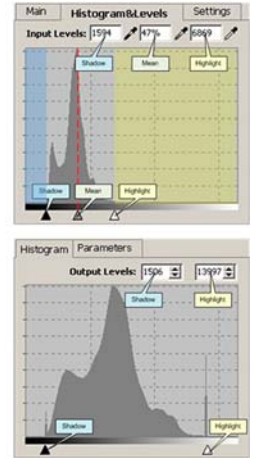 Main Histogram&Levels Settings
Input Levels: 1594 47% 6869
Shadow Mean Highlight
Shadow Mean Highlight
Histogram Parameters
Output Levels: 1506 13997
Shadow Highlight
Shadow Highlight